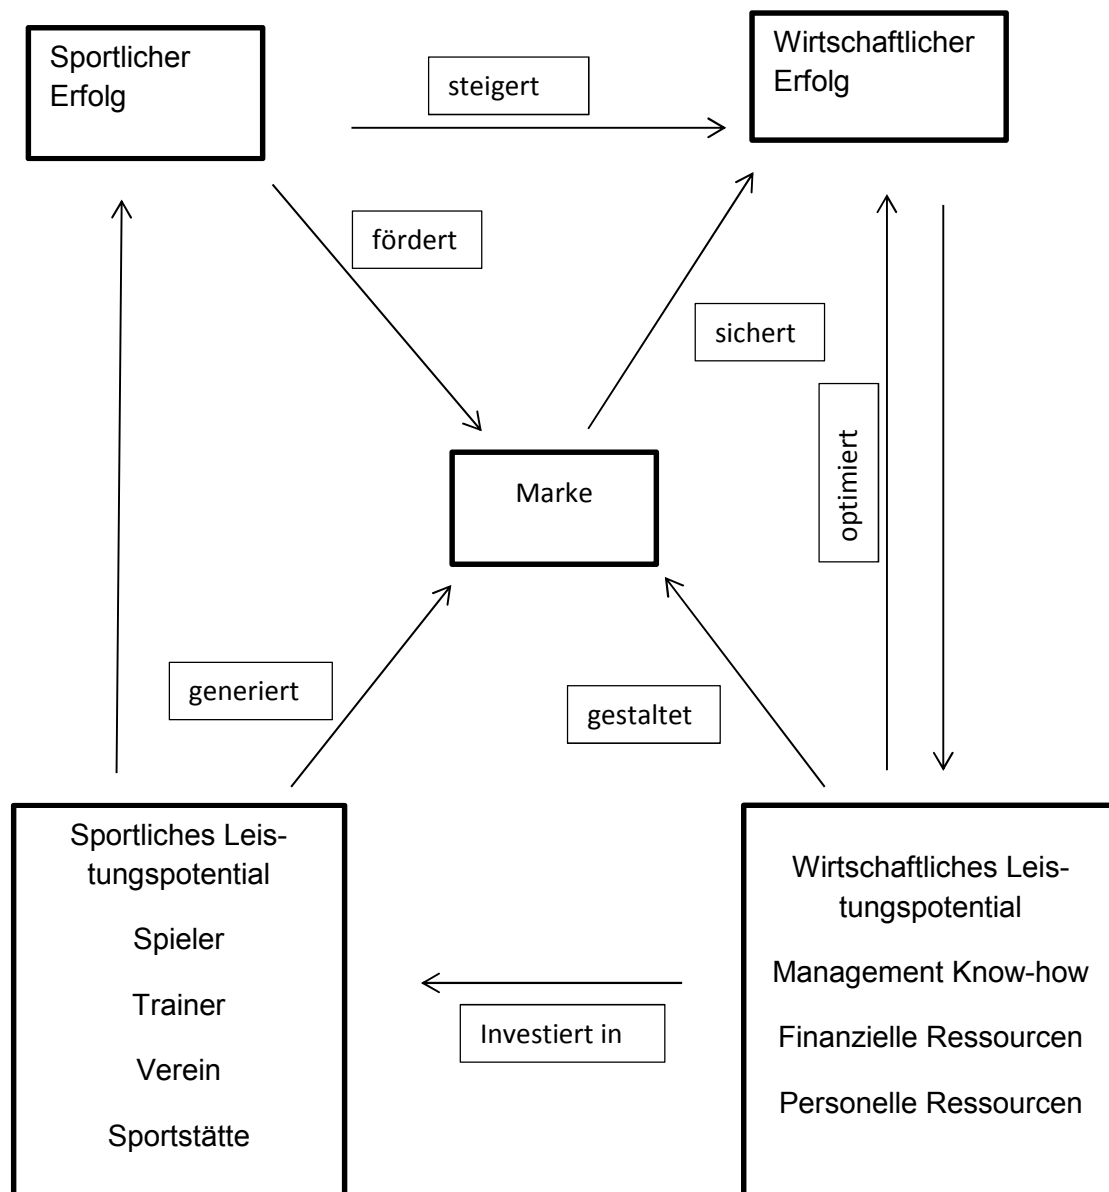 Sportlicher
Erfolg
steigert
Wirtschaftlicher
Erfolg
fördert
sichert
optimiert
Marke
generiert
gestaltet
Sportliches Leis-
tungspotential
Spieler
Trainer
Verein
Sportstätte
Investiert in
Wirtschaftliches Leis-
tungspotential
Management Know-how
Finanzielle Ressourcen
Personelle Ressourcen